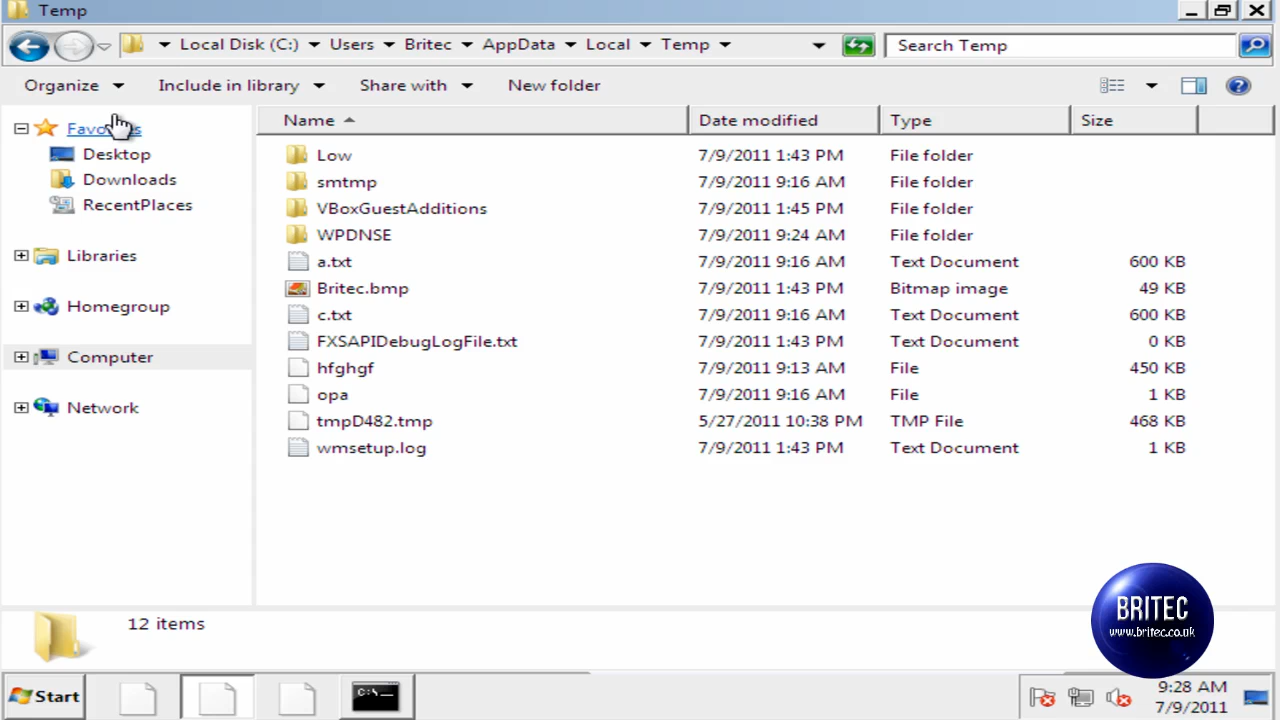 Temp
Local Disk (C:) Users Britec AppData Local Temp
Search Temp
Organize Include in library Share with New folder
Name Date modified Type Size
Favo s
Desktop
Downloads
RecentPlaces
Libraries
Homegroup
Computer
Network
Low 7/9/2011 1:43 PM File folder
smtmp 7/9/2011 9:16 AM File folder
VBoxGuestAdditions 7/9/2011 1:45 PM File folder
WPDNSE 7/9/2011 9:24 AM File folder
a.txt 7/9/2011 9:16 AM Text Document 600 KB
Britec.bmp 7/9/2011 1:43 PM Bitmap image 49 KB
c.txt 7/9/2011 9:16 AM Text Document 600 KB
FXSAPIDebugLogFile.txt 7/9/2011 1:43 PM Text Document 0 KB
hfghgf 7/9/2011 9:13 AM File 450 KB
opa 7/9/2011 9:16 AM File 1 KB
tmpD482.tmp 5/27/2011 10:38 PM TMP File 468 KB
wmsetup.log 7/9/2011 1:43 PM Text Document 1 KB
12 items
BRITEC
www.britec.co.uk
Start
C:\
9:28 AM
7/9/2011